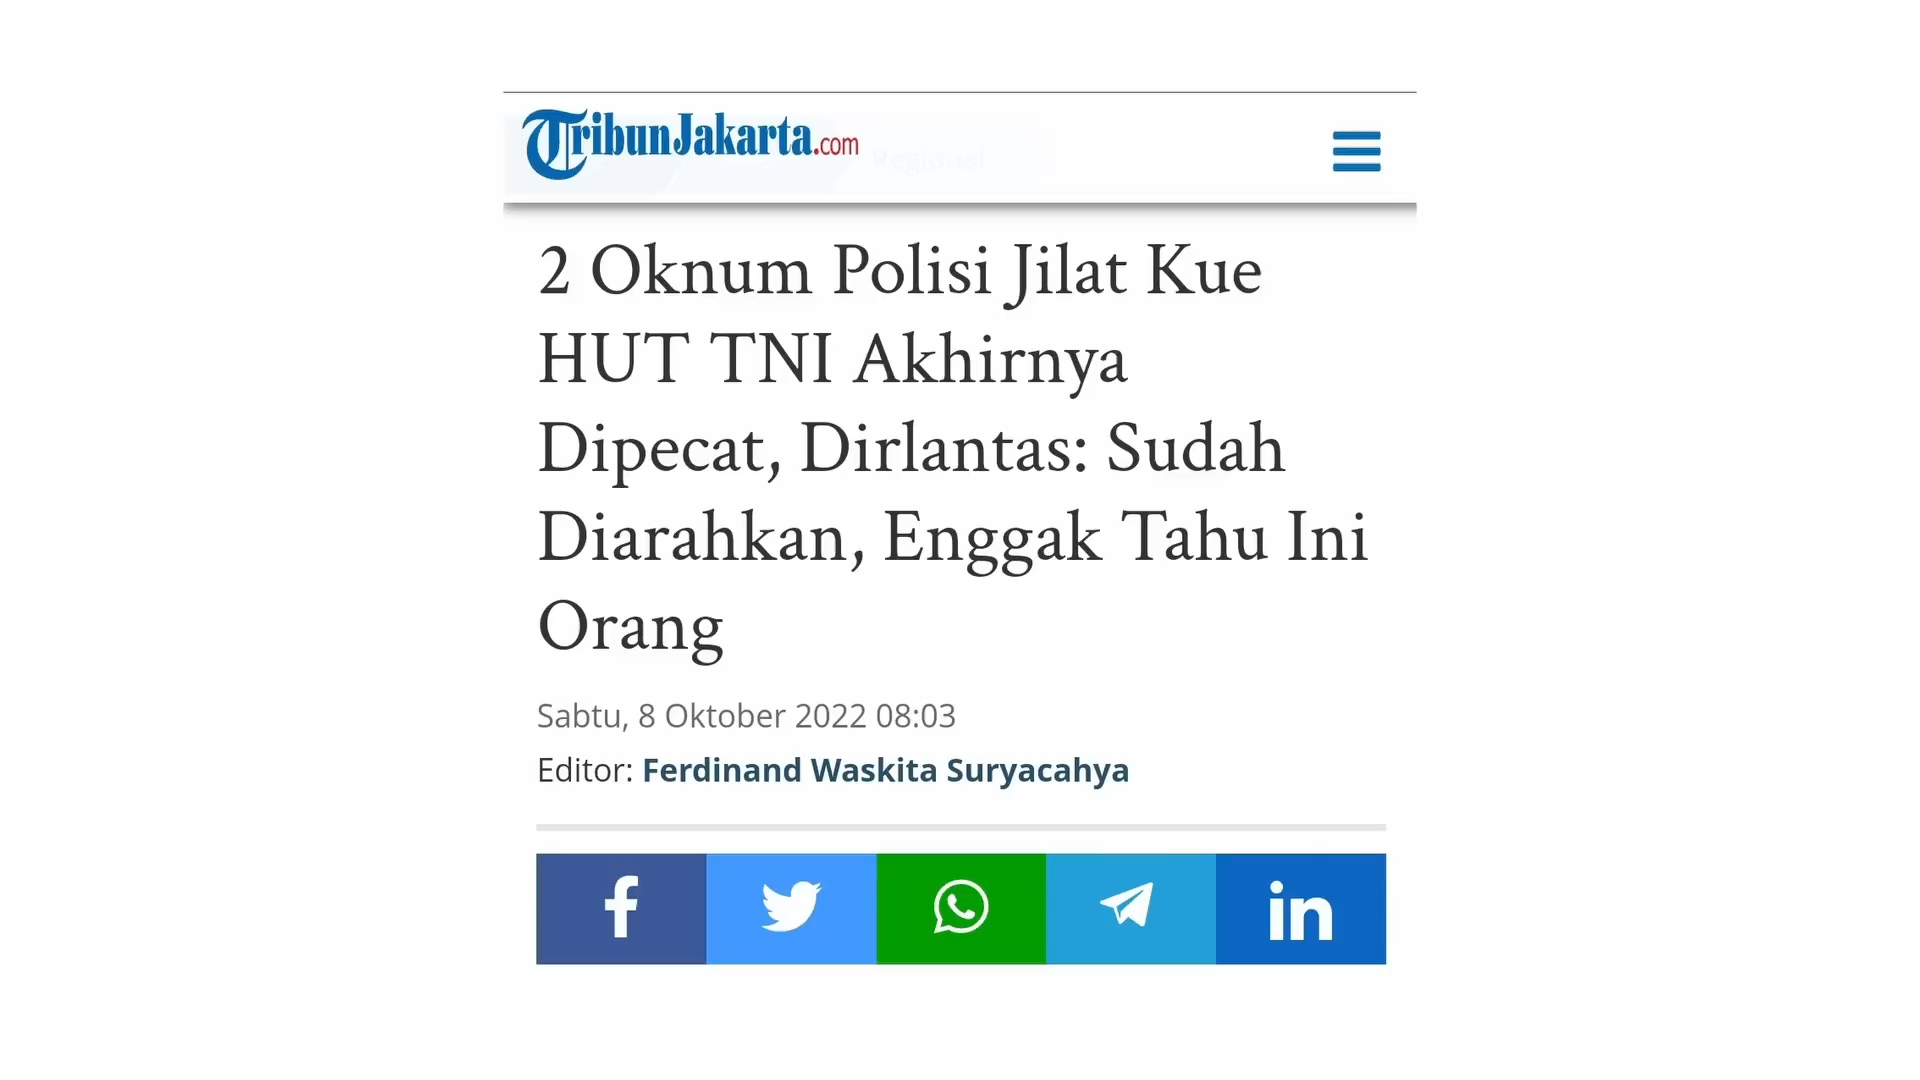 TribunJakarta.com
Regional
2 Oknum Polisi Jilat Kue
HUT TNI Akhirnya
Dipecat, Dirlantas: Sudah
Diarahkan, Enggak Tahu Ini
Orang
Sabtu, 8 Oktober 2022 08:03
Editor: Ferdinand Waskita Suryacahya